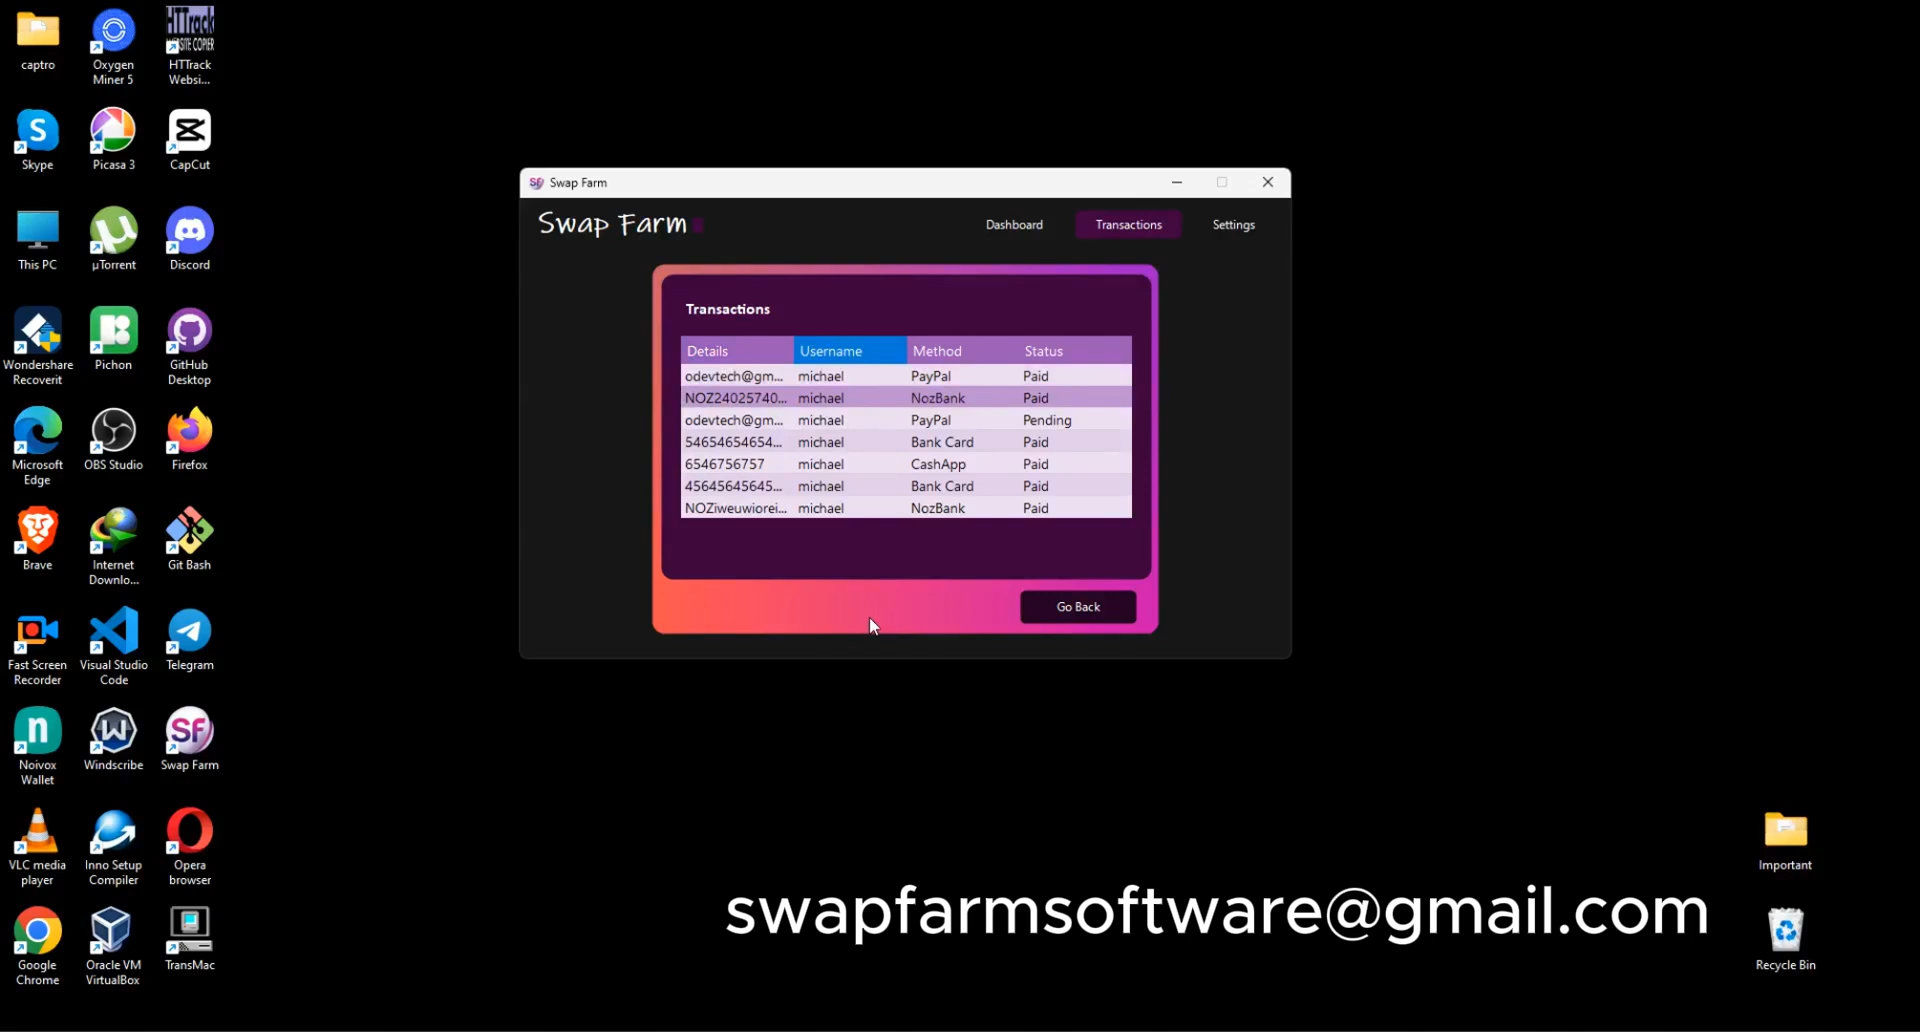 captro
Oxygen
Miner 5
HTTrack
WEBSITE COPIER
HTTrack
Websi...
Skype
Picasa 3
CapCut
This PC
µTorrent
Discord
Wondershare
Recoverit
Pichon
GitHub
Desktop
Microsoft
Edge
OBS Studio
Firefox
Brave
Internet
Downlo...
Git Bash
Fast Screen
Recorder
Visual Studio
Code
Telegram
n
Noivox
Wallet
W
Windscribe
SF
Swap Farm
VLC media
player
Inno Setup
Compiler
Opera
browser
Google
Chrome
Oracle VM
VirtualBox
TransMac
SF Swap Farm
Swap Farm
Dashboard Transactions Settings
Transactions
Details Username Method Status
odevtech@gm... michael PayPal Paid
NOZ24025740... michael NozBank Paid
odevtech@gm... michael PayPal Pending
54654654654... michael Bank Card Paid
6546756757 michael CashApp Paid
45645645645... michael Bank Card Paid
NOZiweuwiorei... michael NozBank Paid
Go Back
Important
swapfarmsoftware@gmail.com
Recycle Bin